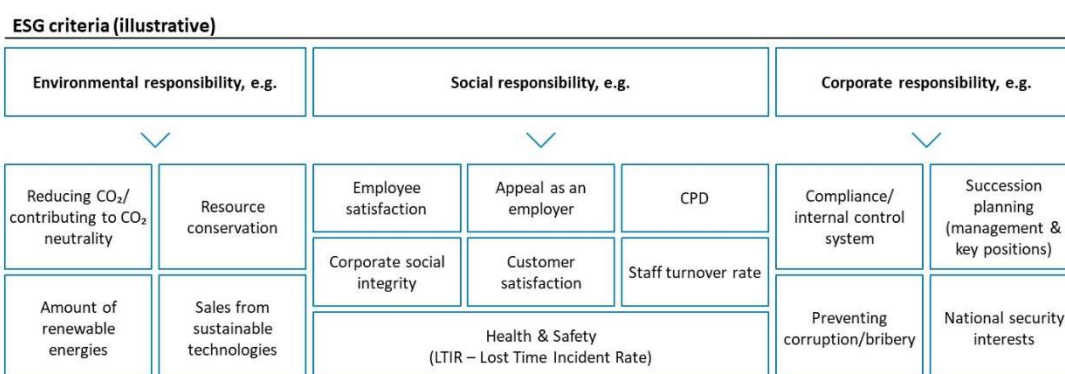 ESG criteria (illustrative)
Environmental responsibility, e.g.
Social responsibility, e.g.
Corporate responsibility, e.g.
Reducing CO₂/
contributing to CO₂
neutrality
Resource
conservation
Amount of
renewable
energies
Sales from
sustainable
technologies
Employee
satisfaction
Appeal as an
employer
CPD
Corporate social
integrity
Customer
satisfaction
Staff turnover rate
Health & Safety
(LTIR – Lost Time Incident Rate)
Compliance/
internal control
system
Succession
planning
(management &
key positions)
Preventing
corruption/bribery
National security
interests